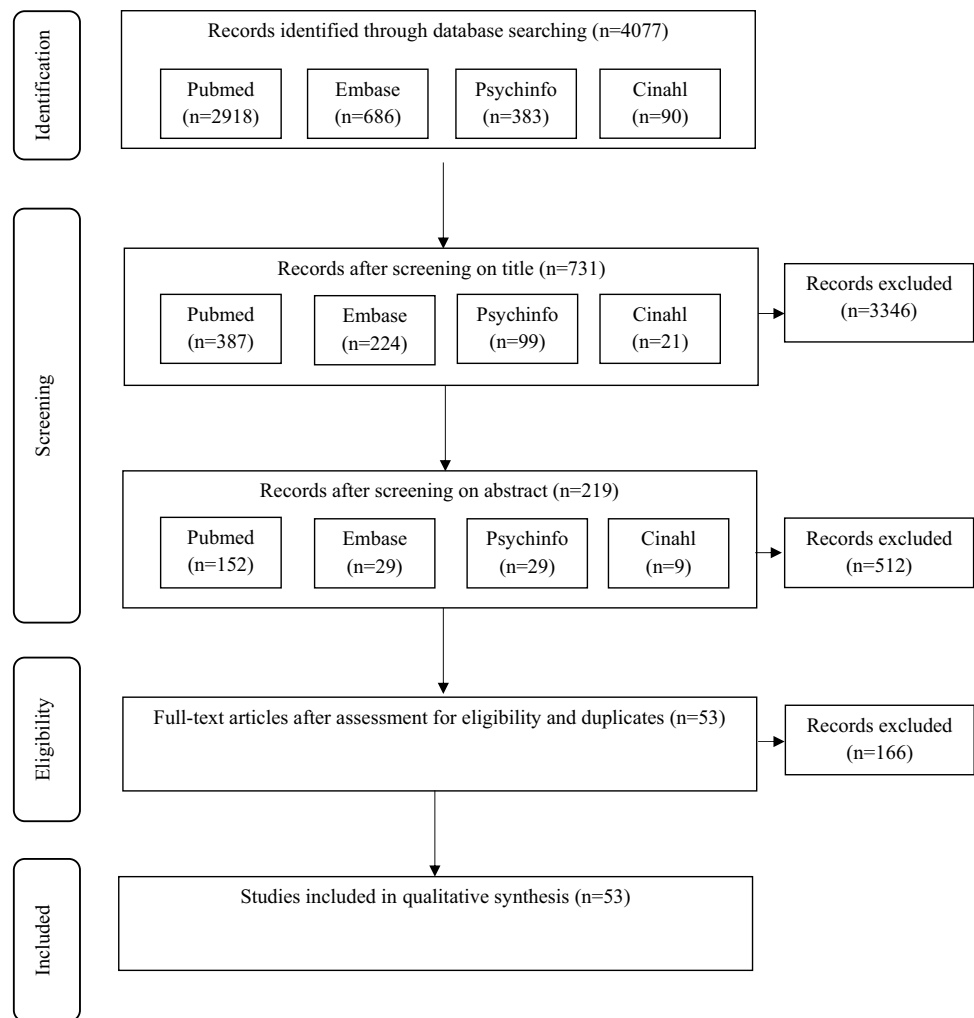 Identification
Records identified through database searching (n=4077)
Pubmed
(n=2918)
Embase
(n=686)
Psychinfo
(n=383)
Cinahl
(n=90)
Screening
Records after screening on title (n=731)
Pubmed
(n=387)
Embase
(n=224)
Psychinfo
(n=99)
Cinahl
(n=21)
Records excluded
(n=3346)
Records after screening on abstract (n=219)
Pubmed
(n=152)
Embase
(n=29)
Psychinfo
(n=29)
Cinahl
(n=9)
Records excluded
(n=512)
Eligibility
Full-text articles after assessment for eligibility and duplicates (n=53)
Records excluded
(n=166)
Included
Studies included in qualitative synthesis (n=53)